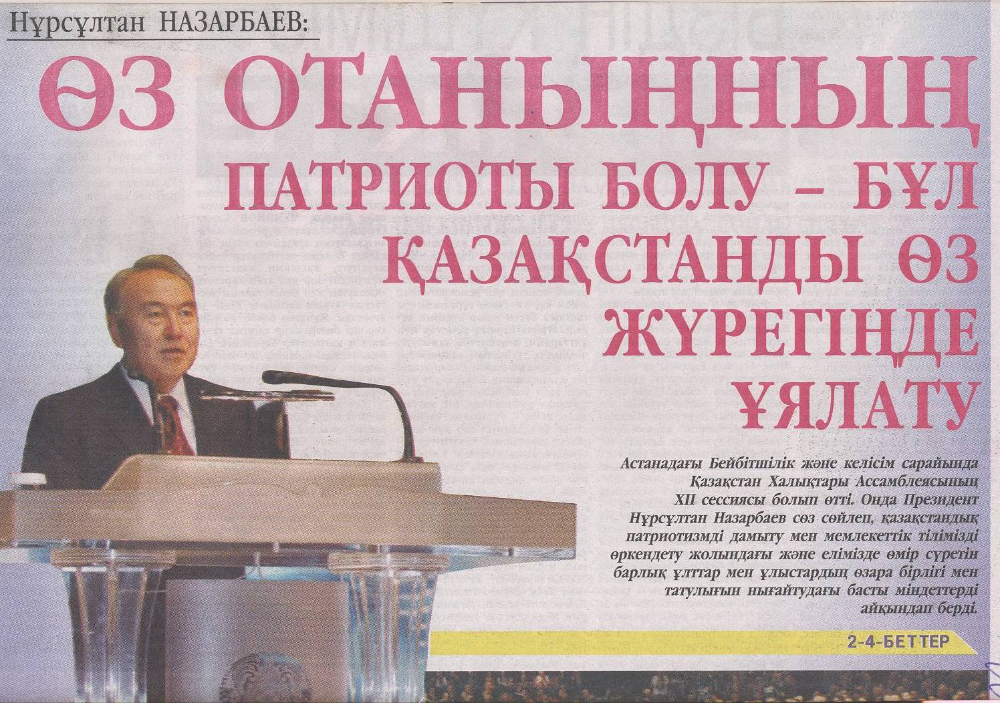 Нұрсұлтан НАЗАРБАЕВ:
ӨЗ ОТАНЫҢНЫҢ
ПАТРИОТЫ БОЛУ – БҰЛ
ҚАЗАҚСТАНДЫ ӨЗ
ЖҮРЕГІҢДЕ
ҰЯЛАТУ
Астанадағы Бейбітшілік және келісім сарайында
Қазақстан Халықтары Ассамблеясының
XII сессиясы болып өтті. Онда Президент
Нұрсұлтан Назарбаев сөз сөйлеп, қазақстандық
патриотизмді дамыту мен мемлекеттік тілімізді
өркендету жолындағы және елімізде өмір сүретін
барлық ұлттар мен ұлыстардың өзара бірлігі мен
татулығын нығайтудағы басты міндеттерді
айқындап берді.
2-4-БЕТТЕР